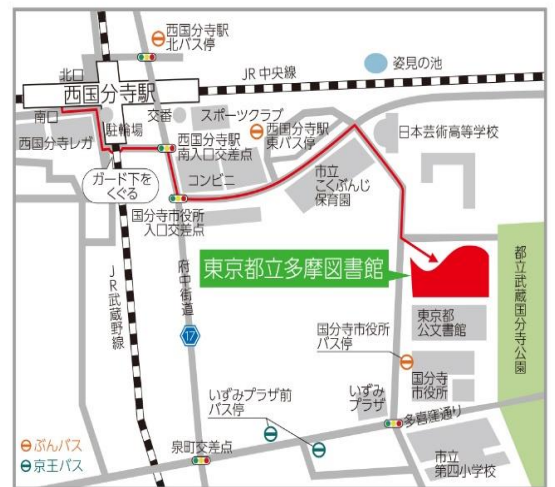 西国分寺駅
北バス停
姿見の池
JR中央線
北口
西国分寺駅
南口
交番
スポーツクラブ
駐輪場
西国分寺レガ
西国分寺駅
南入口交差点
西国分寺駅
東バス停
日本芸術高等学校
ガード下を
くぐる
コンビニ
市立
こくぶんじ
保育園
国分寺市役所
入口交差点
東京都立多摩図書館
都立武蔵国分寺公園
JR武蔵野線
府中街道
17
東京都
公文書館
国分寺市役所
バス停
国分寺
市役所
いずみ
プラザ
いずみプラザ前
バス停
多喜窪通り
泉町交差点
市立
第四小学校
ぶんバス
京王バス